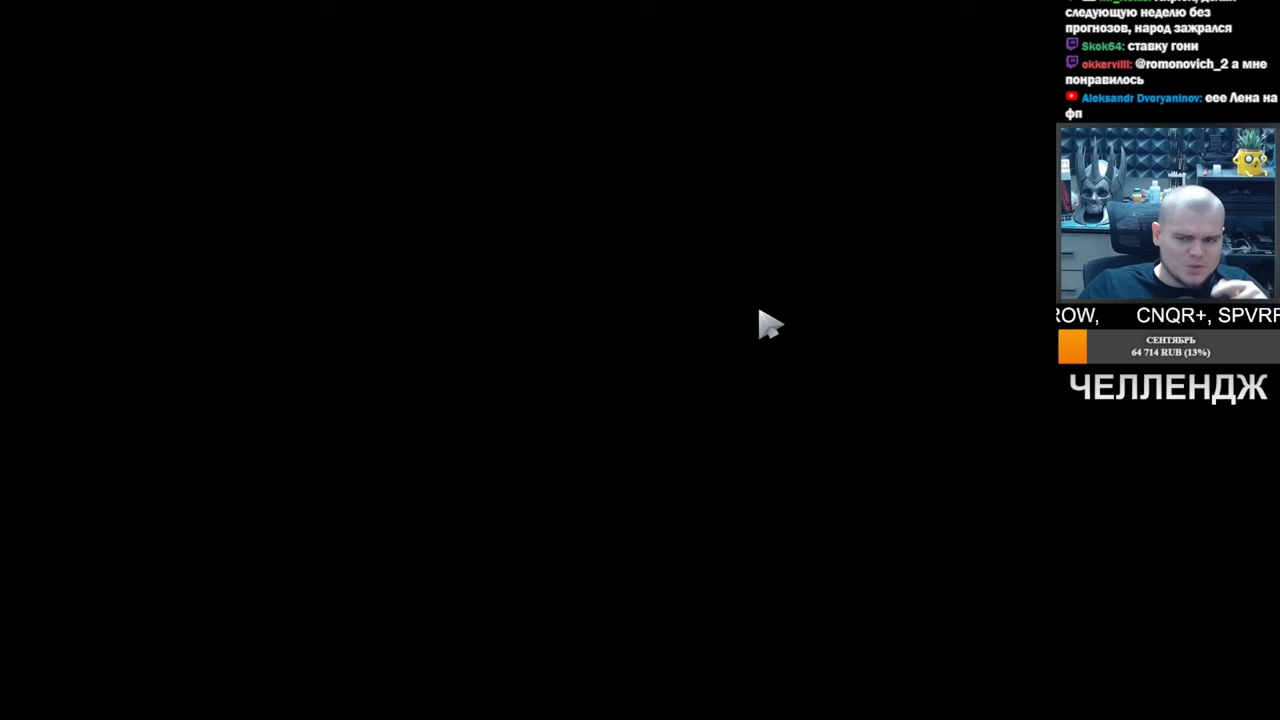 следующую неделю без
прогнозов, народ зажрался
Skok64: ставку гони
okkervilll: @romonovich_2 а мне
понравилось
Aleksandr Dvoryaninov: еее Лена на
фп
ROW, CNQR+, SPVRF
СЕНТЯБРЬ
64 714 RUB (13%)
ЧЕЛЛЕНДЖ